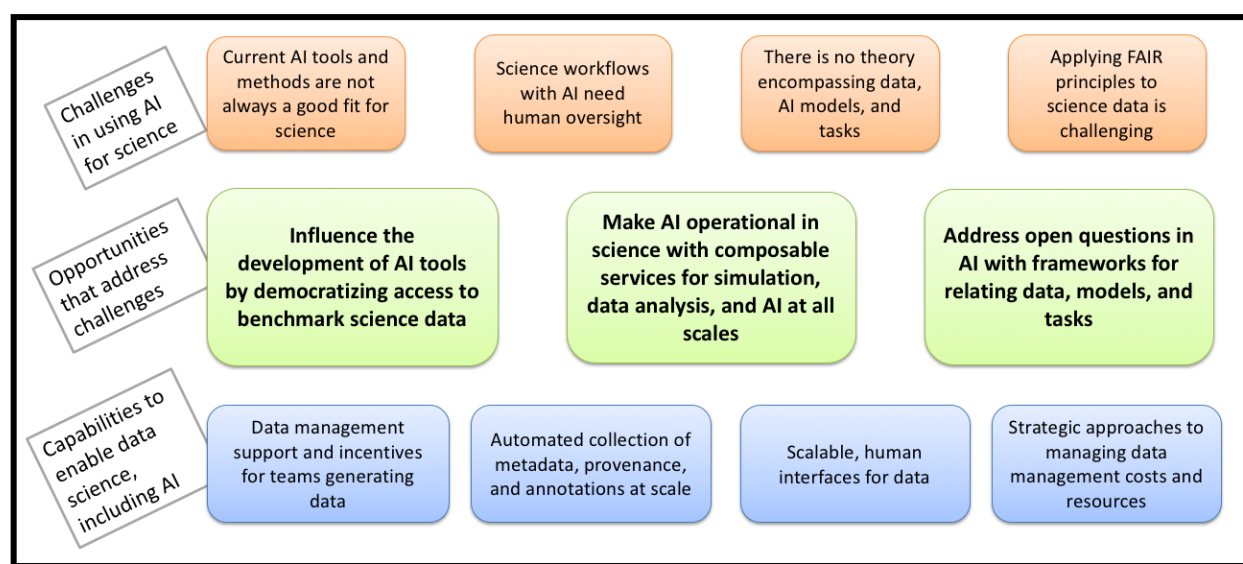 Challenges
in using AI
for science
Current AI tools and
methods are not
always a good fit for
science
Science workflows
with AI need
human oversight
There is no theory
encompassing data,
AI models, and
tasks
Applying FAIR
principles to
science data is
challenging
Opportunities
that address
challenges
Influence the
development of AI tools
by democratizing access to
benchmark science data
Make AI operational in
science with composable
services for simulation,
data analysis, and AI at all
scales
Address open questions in
AI with frameworks for
relating data, models, and
tasks
Capabilities to
enable data
science,
including AI
Data management
support and incentives
for teams generating
data
Automated collection of
metadata, provenance,
and annotations at scale
Scalable, human
interfaces for data
Strategic approaches to
managing data
management costs and
resources